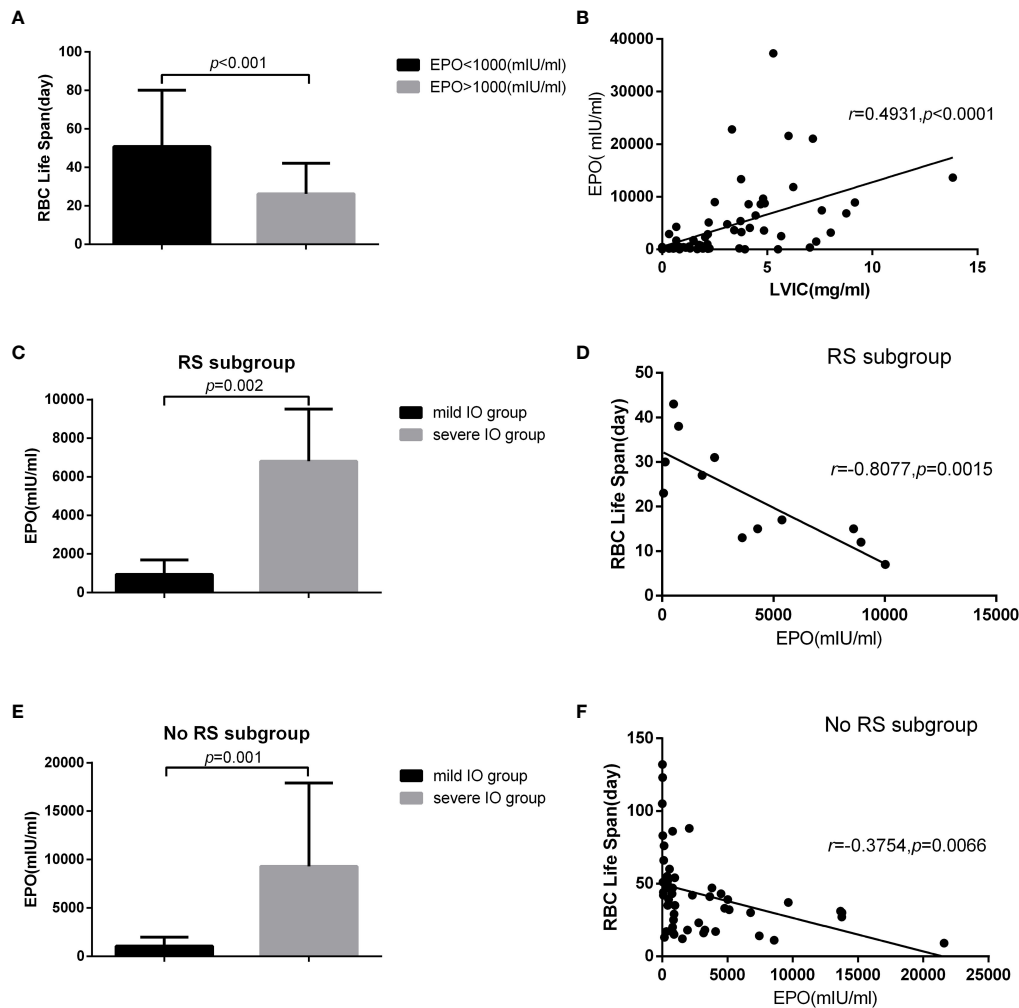 A
100
80
60
40
20
0
RBC Life Span(day)
p<0.001
EPO<1000(mIU/ml)
EPO>1000(mIU/ml)
B
40000
30000
20000
10000
0
EPO( mIU/ml)
r=0.4931,p<0.0001
0 5 10 15
LVIC(mg/ml)
C
RS subgroup
p=0.002
10000
8000
6000
4000
2000
0
EPO(mIU/ml)
mild IO group
severe IO group
D
RS subgroup
50
40
30
20
10
0
RBC Life Span(day)
r=-0.8077,p=0.0015
0 5000 10000 15000
EPO(mIU/ml)
E
No RS subgroup
p=0.001
20000
15000
10000
5000
0
EPO(mIU/ml)
mild IO group
severe IO group
F
No RS subgroup
150
100
50
0
RBC Life Span(day)
r=-0.3754,p=0.0066
0 5000 10000 15000 20000 25000
EPO(mIU/ml)